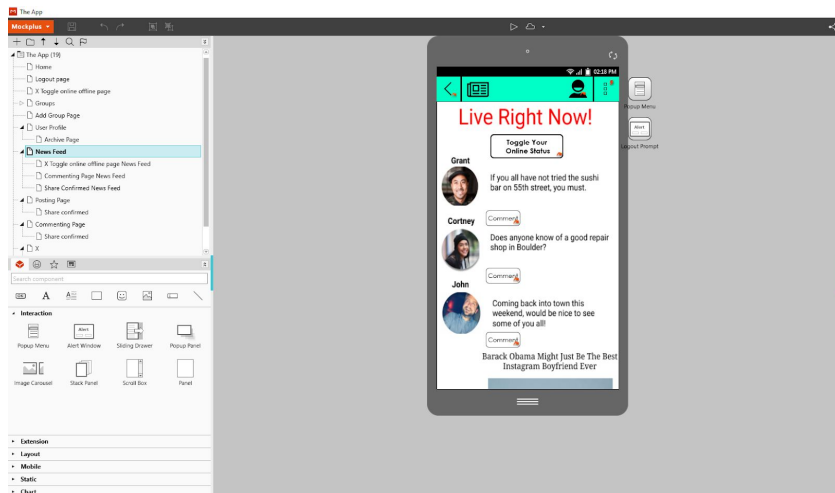 The App
Mockplus
The App (19)
Home
Logout page
X Toggle online offline page
Groups
Add Group Page
User Profile
Archive Page
News Feed
X Toggle online offline page News Feed
Commenting Page News Feed
Share Confirmed News Feed
Posting Page
Share confirmed
Commenting Page
Share confirmed
X
Search component
A
Interaction
Alert
Popup Menu
Alert Window
Sliding Drawer
Popup Panel
Image Carousel
Stack Panel
Scroll Box
Panel
Extension
Layout
Mobile
Static
Chart
02:18 PM
Live Right Now!
Toggle Your
Online Status
Grant
If you all have not tried the sushi
bar on 55th street, you must.
Comment
Cortney
Does anyone know of a good repair
shop in Boulder?
Comment
John
Coming back into town this
weekend, would be nice to see
some of you all!
Comment
Barack Obama Might Just Be The Best
Instagram Boyfriend Ever
Popup Menu
Alert
Logout Prompt